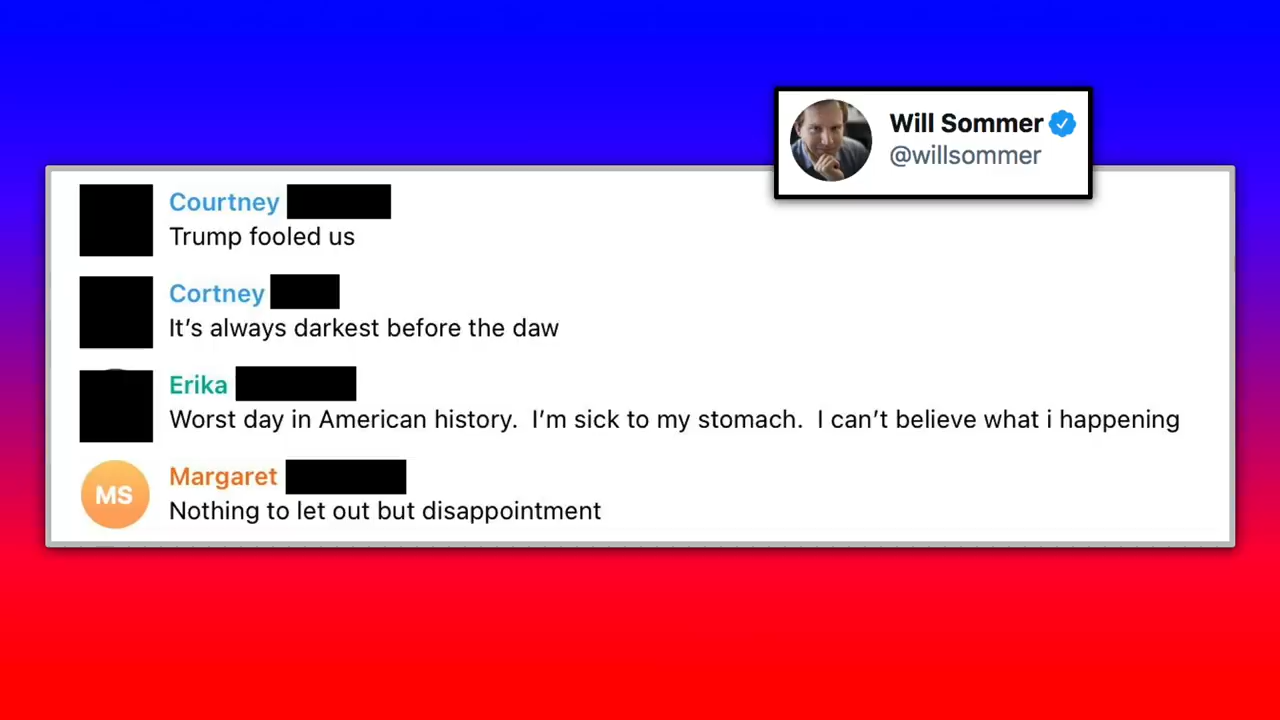 Will Sommer
@willsommer
Courtney
Trump fooled us
Cortney
It’s always darkest before the daw
Erika
Worst day in American history.  I’m sick to my stomach.  I can’t believe what i happening
MS
Margaret
Nothing to let out but disappointment